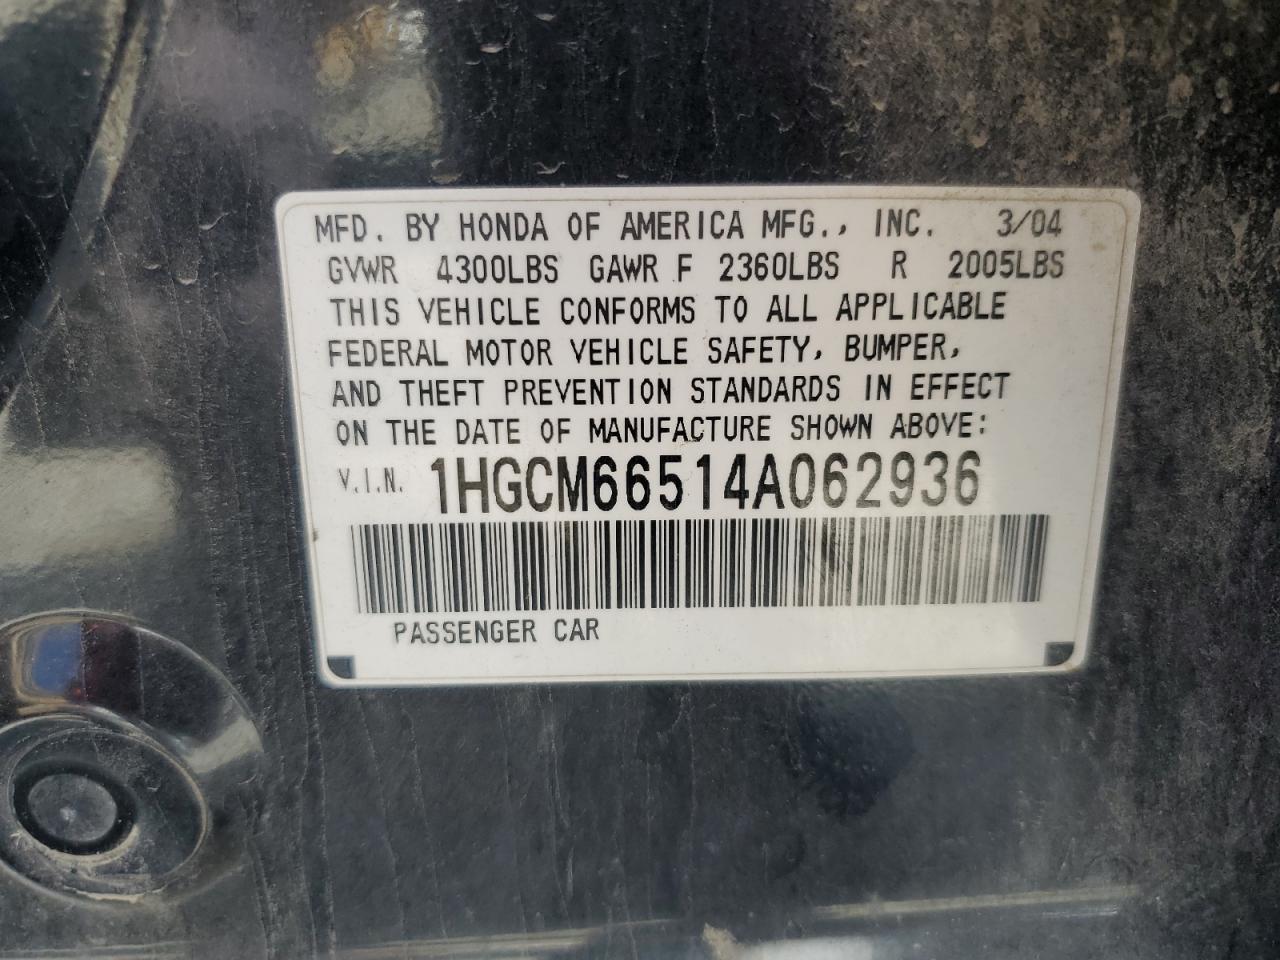 MFD. BY HONDA OF AMERICA MFG., INC. 3/04
GVWR 4300LBS GAWR F 2360LBS R 2005LBS
THIS VEHICLE CONFORMS TO ALL APPLICABLE
FEDERAL MOTOR VEHICLE SAFETY, BUMPER,
AND THEFT PREVENTION STANDARDS IN EFFECT
ON THE DATE OF MANUFACTURE SHOWN ABOVE:
V.I.N. 1HGCM66514A062936
PASSENGER CAR